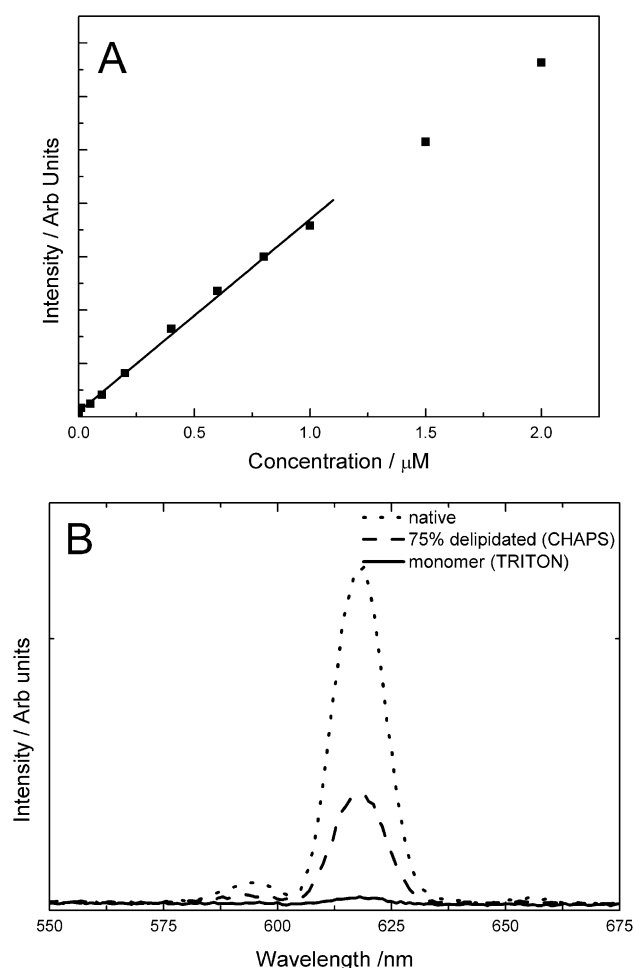 A
Intensity / Arb Units
0.0 0.5 1.0 1.5 2.0
Concentration / μM
B
native
75% delipidated (CHAPS)
monomer (TRITON)
Intensity / Arb units
550 575 600 625 650 675
Wavelength /nm